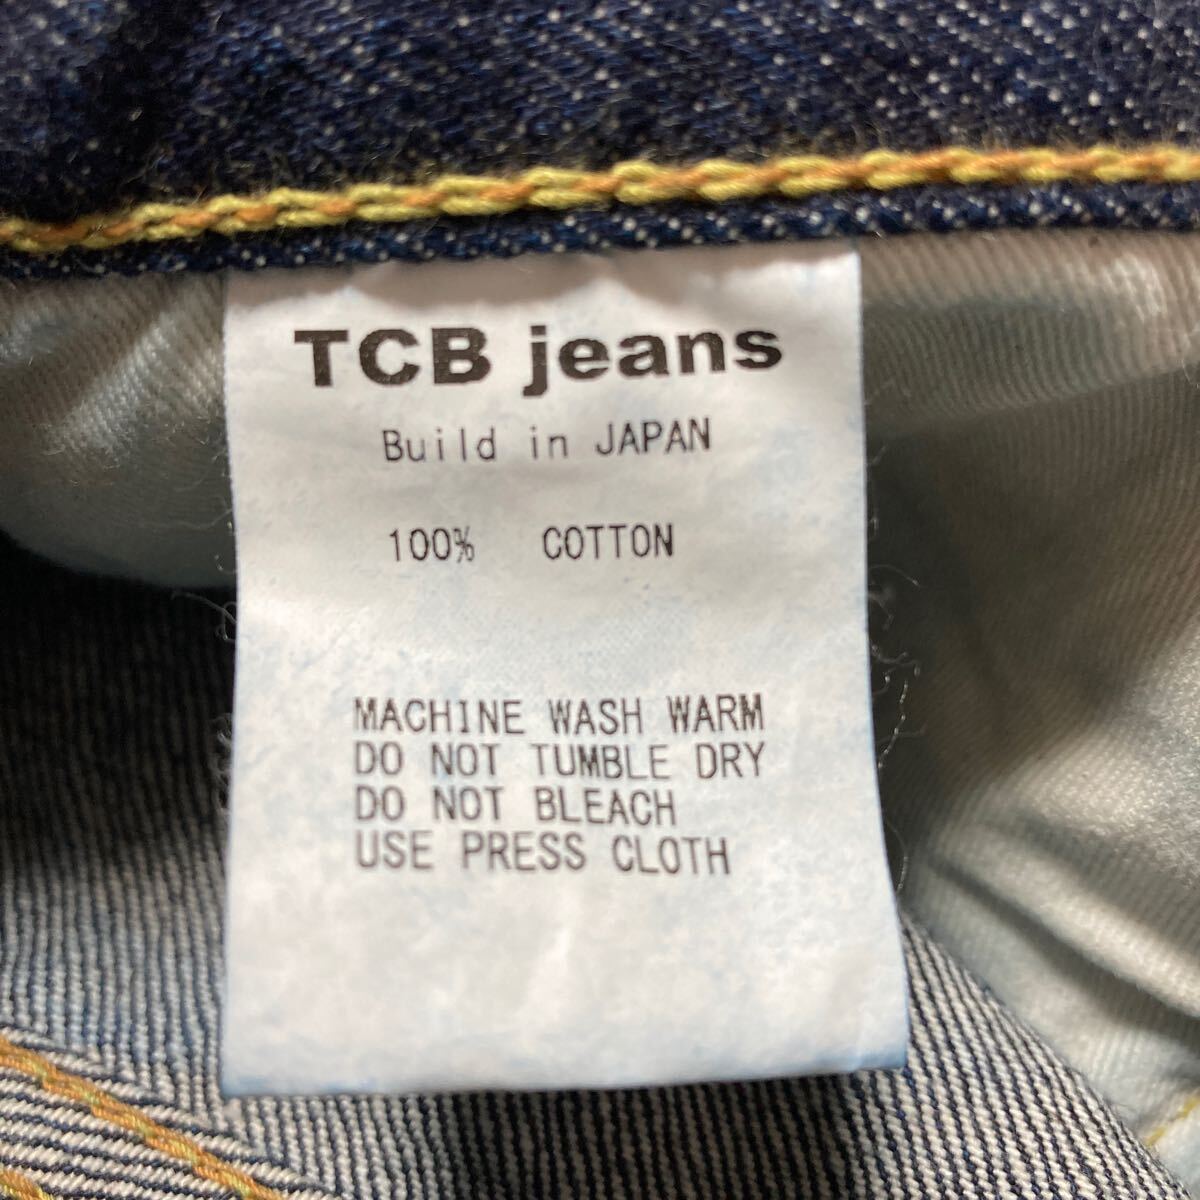 TCB jeans
Build in JAPAN
100% COTTON
MACHINE WASH WARM
DO NOT TUMBLE DRY
DO NOT BLEACH
USE PRESS CLOTH